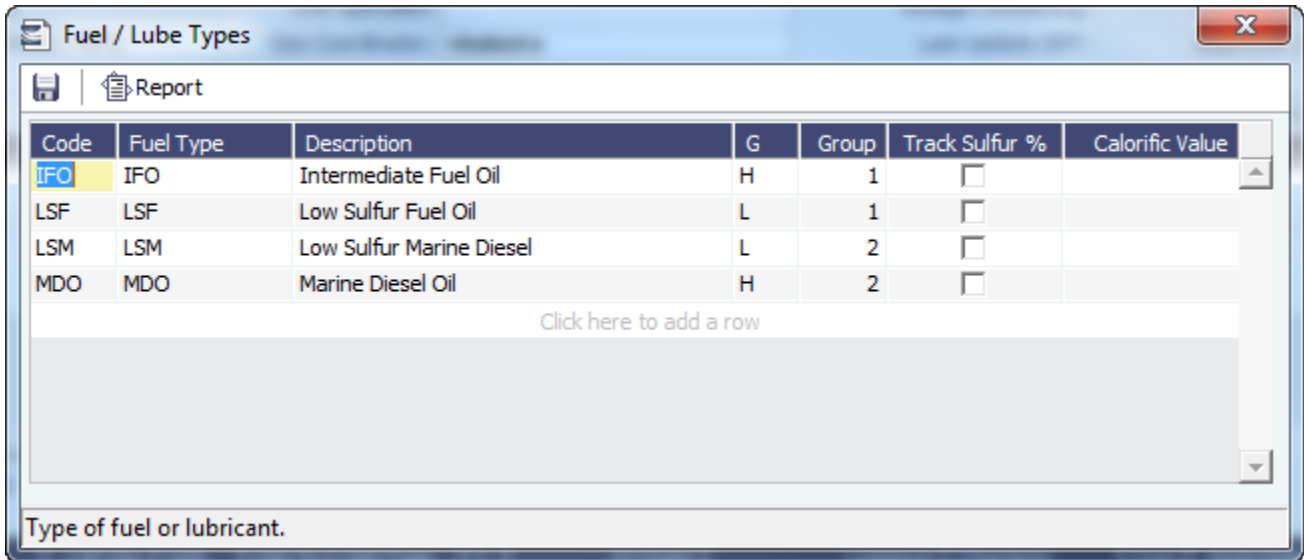 Fuel / Lube Types
Report
Code Fuel Type Description G Group Track Sulfur % Calorific Value
IFO IFO Intermediate Fuel Oil H 1
LSF LSF Low Sulfur Fuel Oil L 1
LSM LSM Low Sulfur Marine Diesel L 2
MDO MDO Marine Diesel Oil H 2
Click here to add a row
Type of fuel or lubricant.